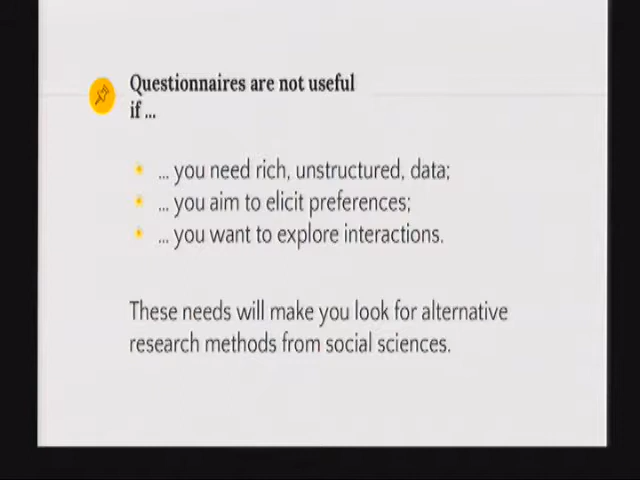 Questionnaires are not useful
if ...
... you need rich, unstructured, data;
... you aim to elicit preferences;
... you want to explore interactions.
These needs will make you look for alternative
research methods from social sciences.